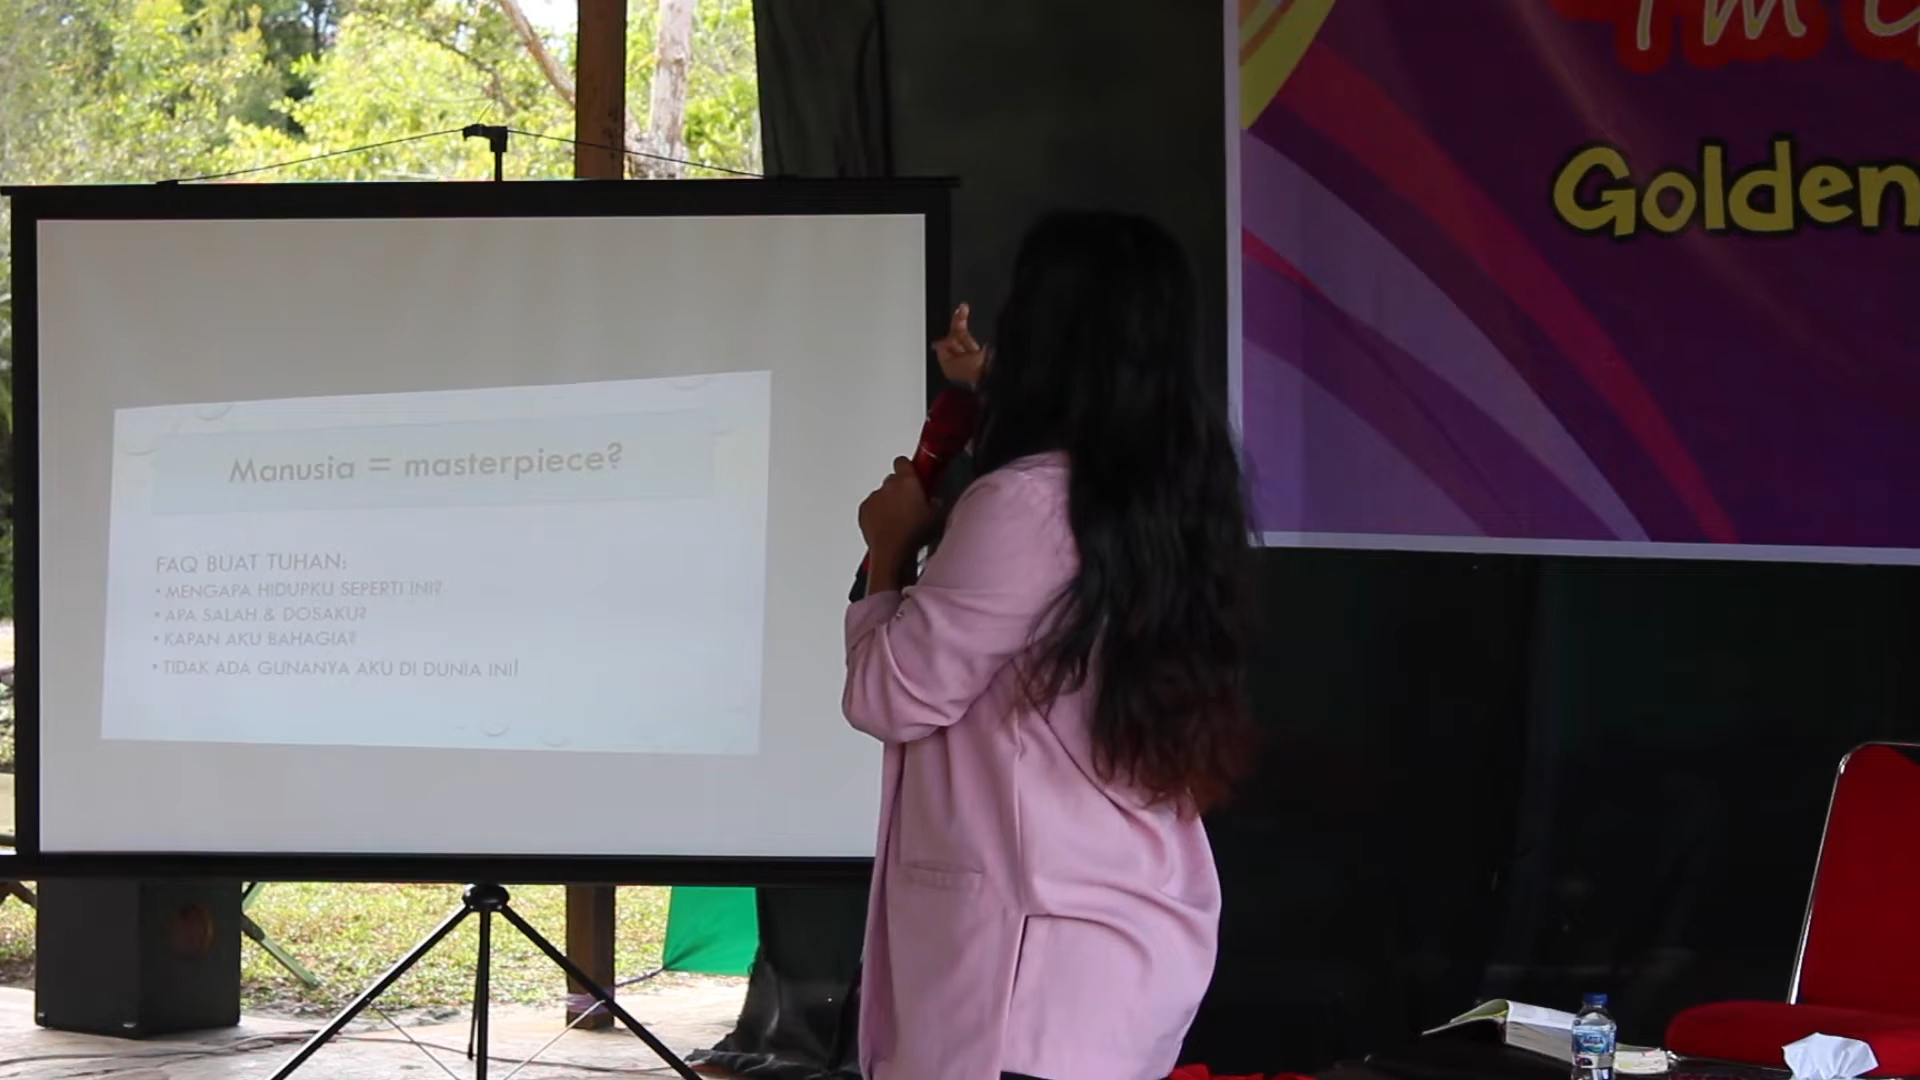 Manusia = masterpiece?
FAQ BUAT TUHAN:
• MENGAPA HIDUPKU SEPERTI INI?
• APA SALAH & DOSAKU?
• KAPAN AKU BAHAGIA?
• TIDAK ADA GUNANYA AKU DI DUNIA INI!
I'm
Golden